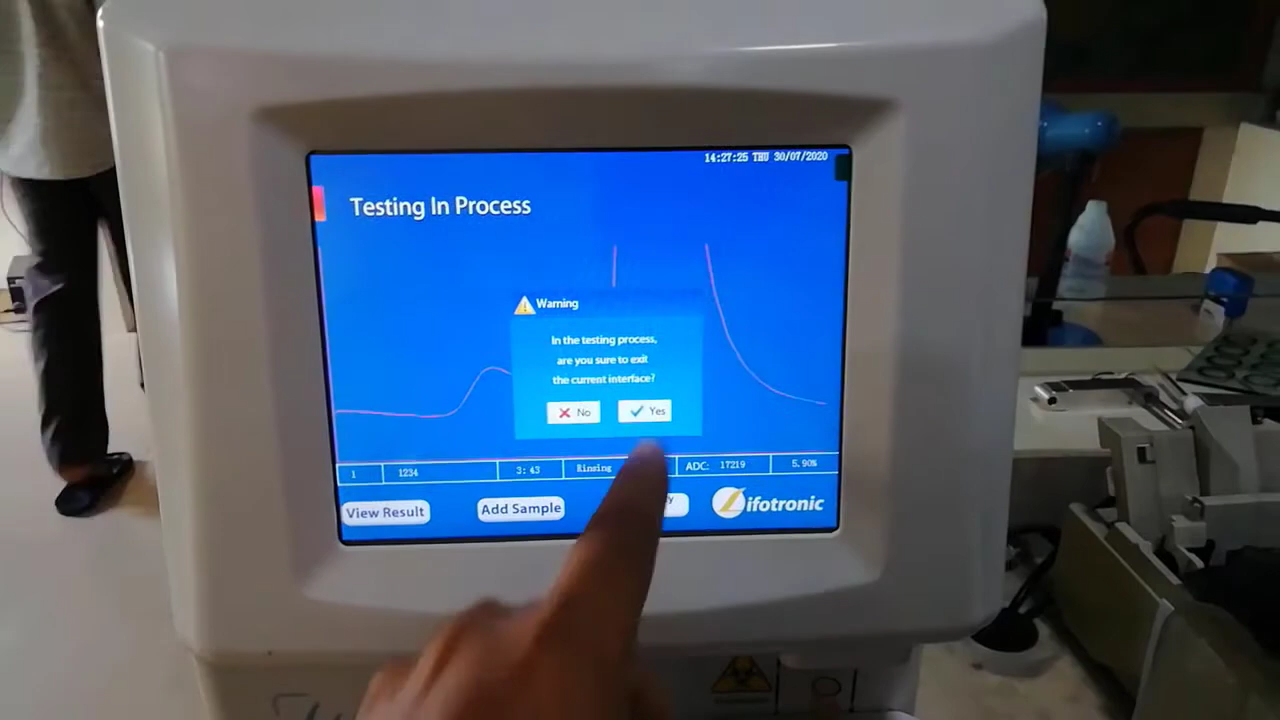 14:27:25 THU 30/07/2020
Testing In Process
Warning
In the testing process,
are you sure to exit
the current interface?
No Yes
1 1234 3:43 Rinsing ADC: 17219 5.90%
View Result Add Sample Lifotronic